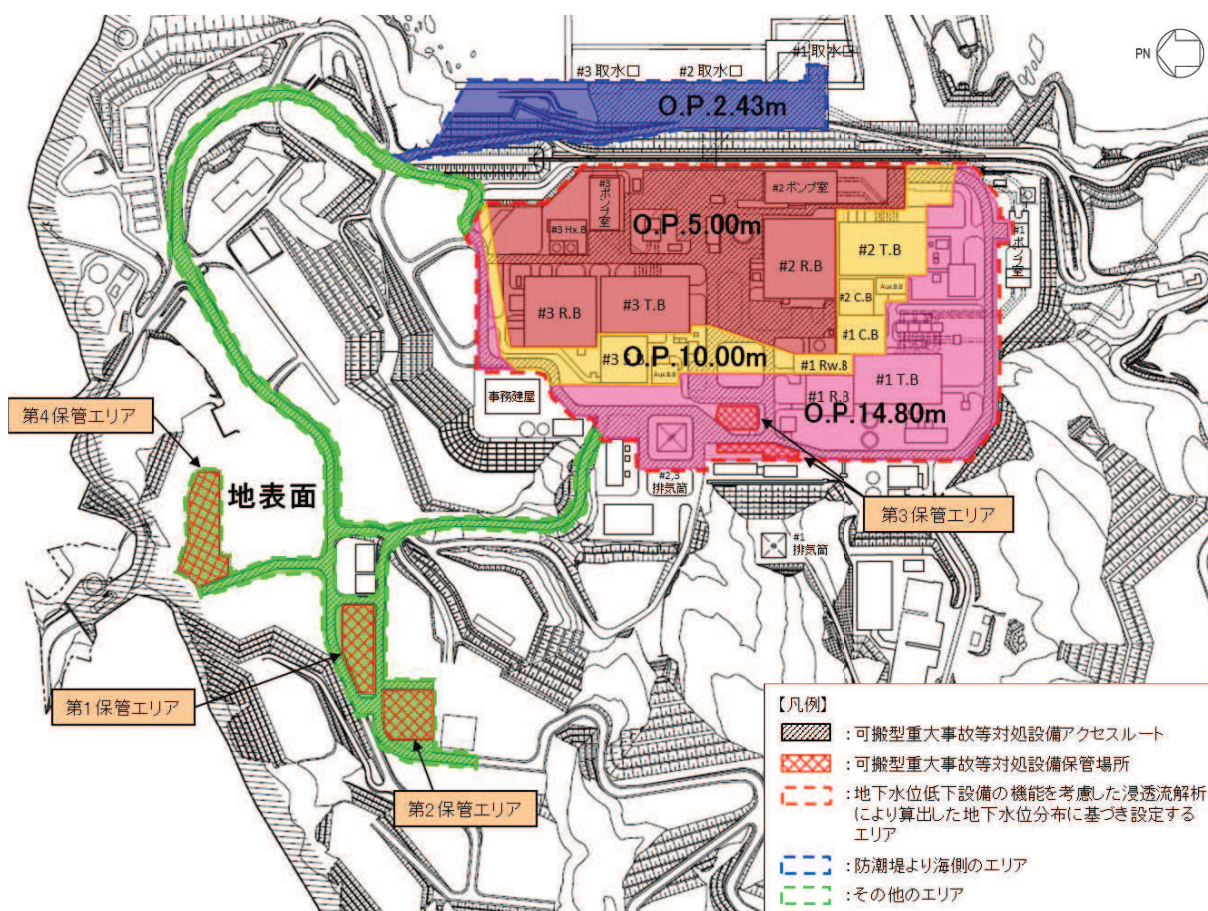 #1 取水口
PN
#3 取水口
#2 取水口
O.P.2.43m
#3 ポンプ室
#2 ポンプ室
#3 Hx.B
O.P.5.00m
#1 ポンプ室
#2 T.B
#2 R.B
#2 C.B
Aux.B.B
#3 R.B
#3 T.B
#1 C.B
O.P.10.00m
#1 Rw.B
#1 T.B
事務建屋
O.P.14.80m
第4保管エリア
#2,3
排気筒
地表面
第3保管エリア
#1
排気筒
第1保管エリア
第2保管エリア
【凡例】
:可搬型重大事故等対処設備アクセスルート
:可搬型重大事故等対処設備保管場所
:地下水位低下設備の機能を考慮した浸透流解析
により算出した地下水位分布に基づき設定する
エリア
:防潮堤より海側のエリア
:その他のエリア